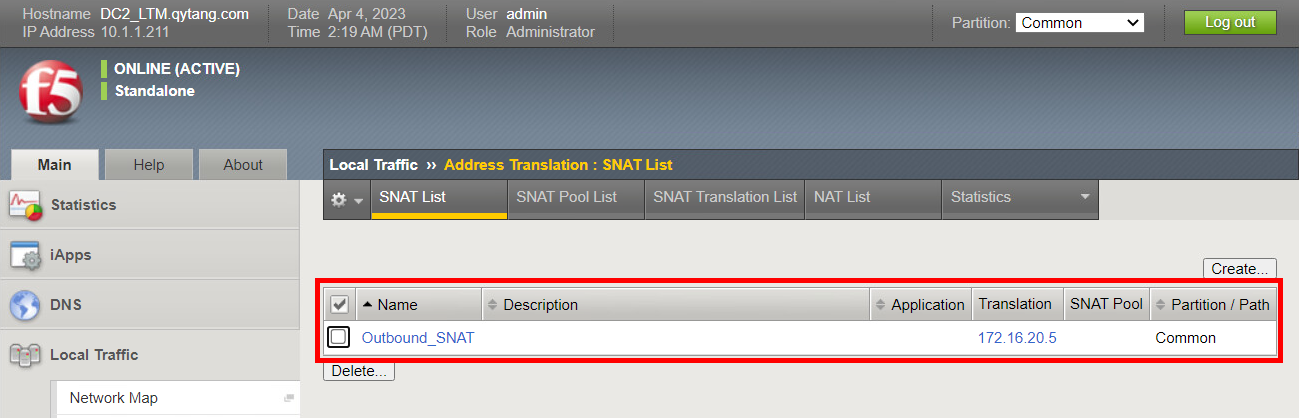 Hostname DC2_LTM.qytang.com Date Apr 4, 2023 User admin Partition: Common Log out
IP Address 10.1.1.211 Time 2:19 AM (PDT) Role Administrator
f5
ONLINE (ACTIVE)
Standalone
Main Help About
Local Traffic ›› Address Translation : SNAT List
SNAT List SNAT Pool List SNAT Translation List NAT List Statistics
Statistics
iApps
DNS
Local Traffic
Network Map
Create...
Name Description Application Translation SNAT Pool Partition / Path
Outbound_SNAT 172.16.20.5 Common
Delete...